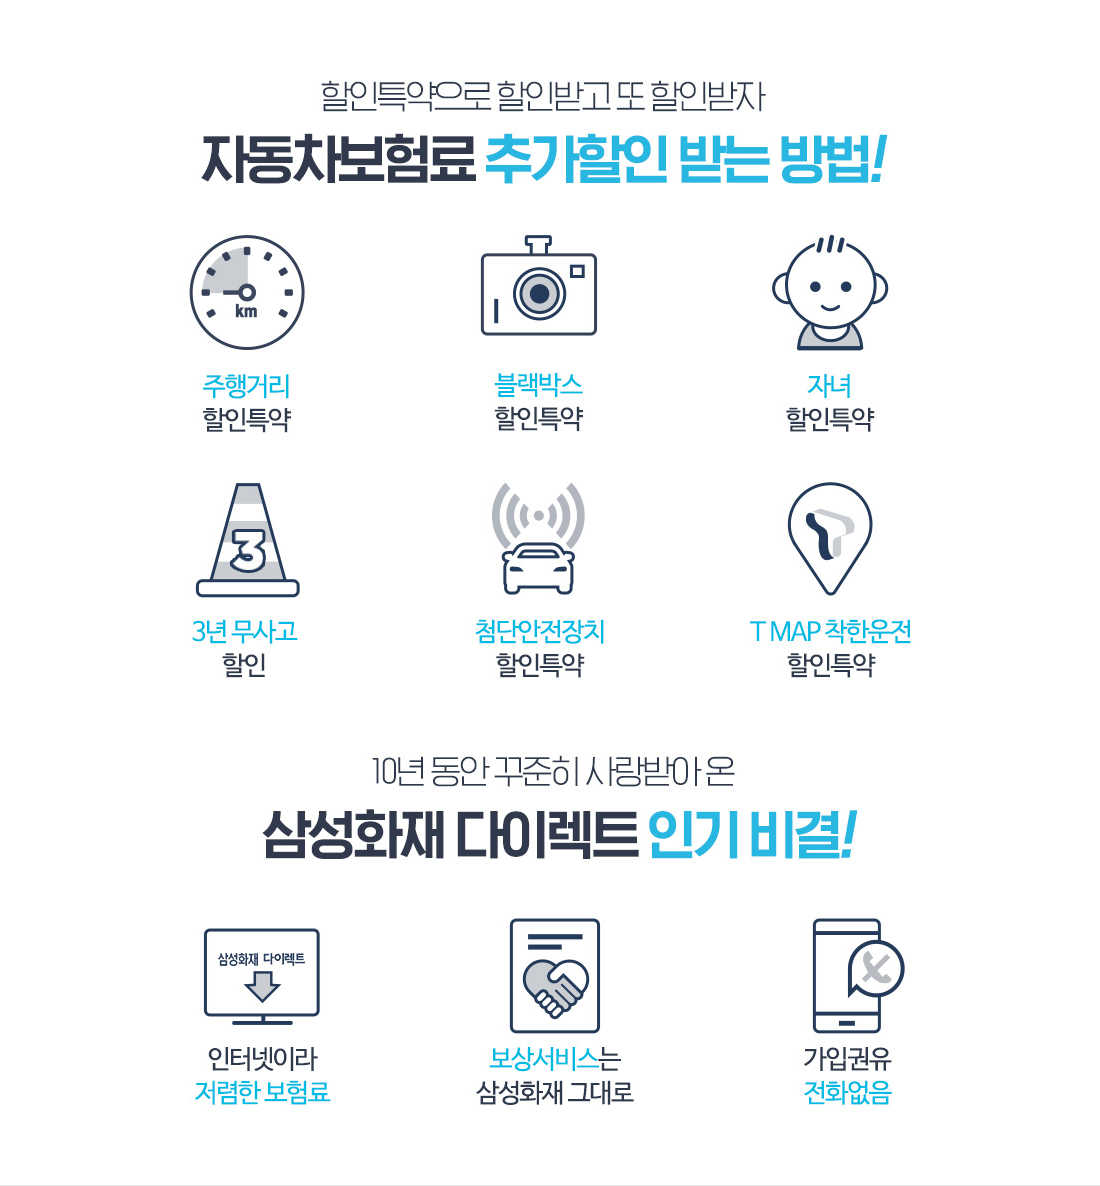 할인특약으로 할인받고 또 할인받자
자동차보험료 추가할인 받는 방법!
km
주행거리
할인특약
블랙박스
할인특약
자녀
할인특약
3
3년 무사고
할인
첨단안전장치
할인특약
T MAP 착한운전
할인특약
10년 동안 꾸준히 사랑받아 온
삼성화재 다이렉트 인기 비결!
삼성화재 다이렉트
인터넷이라
저렴한 보험료
보상서비스는
삼성화재 그대로
가입권유
전화없음